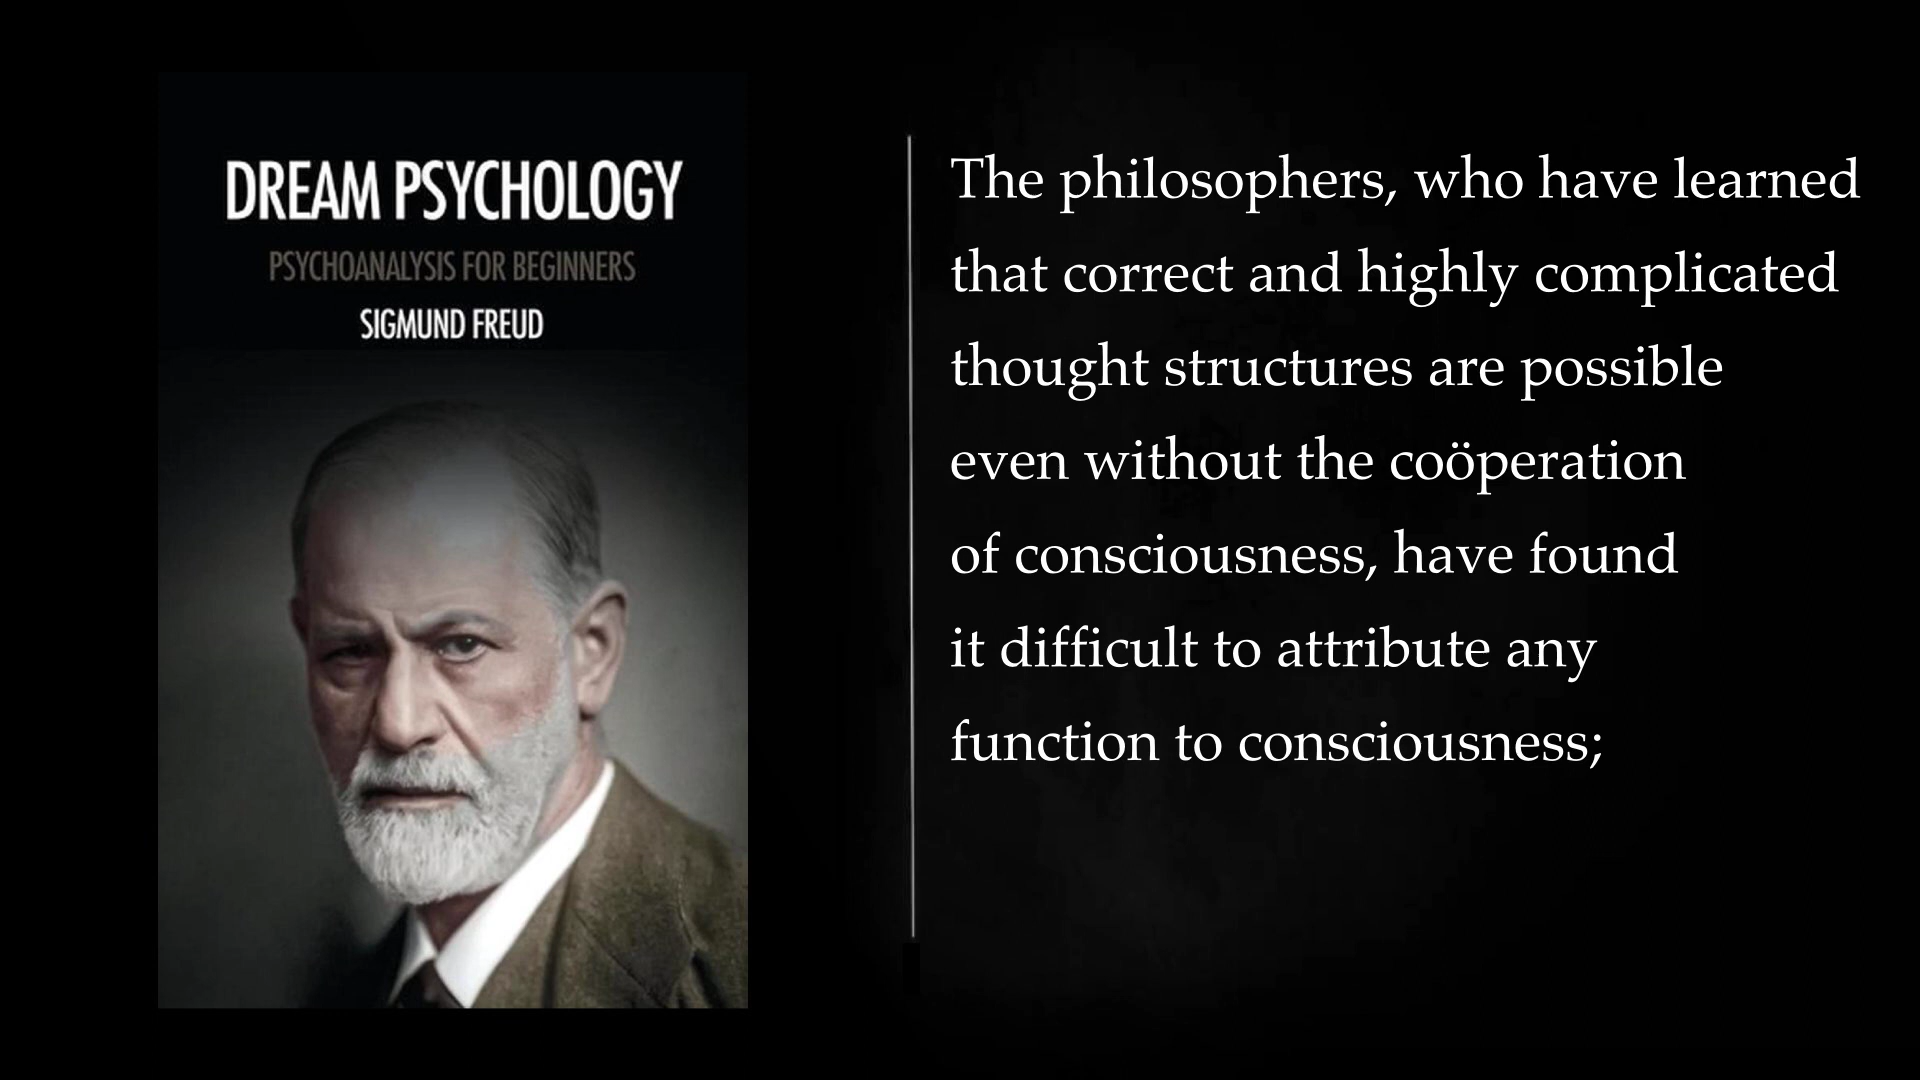 DREAM PSYCHOLOGY
PSYCHOANALYSIS FOR BEGINNERS
SIGMUND FREUD
The philosophers, who have learned
that correct and highly complicated
thought structures are possible
even without the coöperation
of consciousness, have found
it difficult to attribute any
function to consciousness;